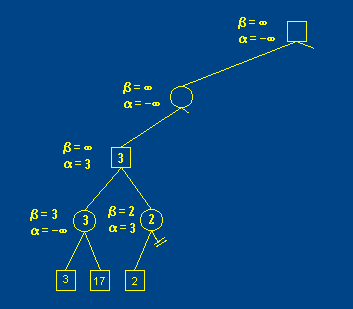 β = ∞
α = −∞
β = ∞
α = −∞
β = ∞
α = 3
3
β = 3
α = −∞
3
β = 2
α = 3
2
3
17
2